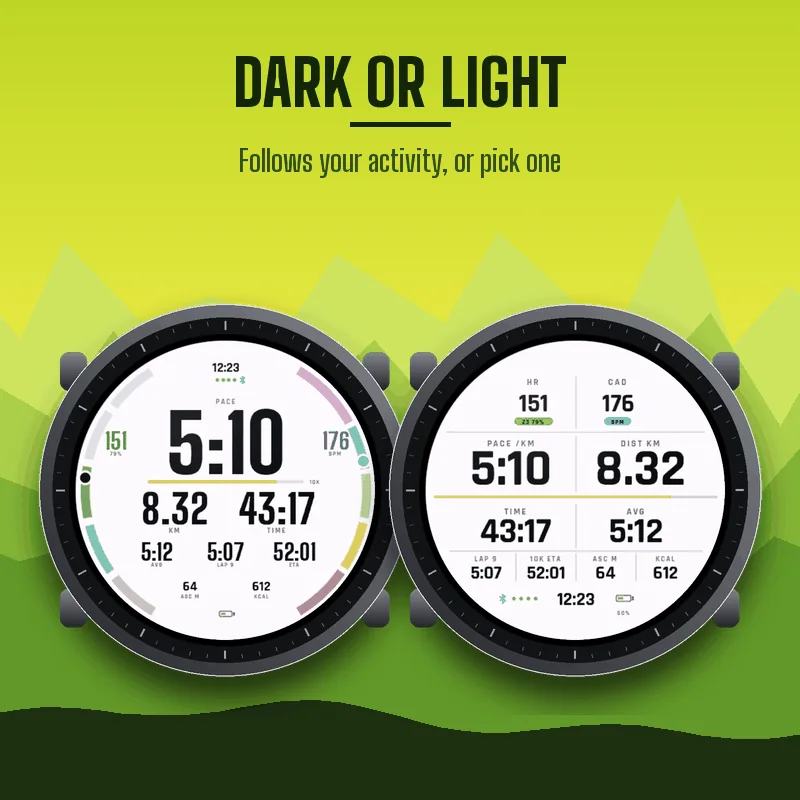 DARK OR LIGHT
Follows your activity, or pick one
12:23
PACE
5:10
151
79%
176
BPM
10K
8.32
43:17
KM
TIME
5:12
5:07
52:01
AVG
LAP 9
ETA
64
612
ASC M
KCAL
HR
CAD
151
176
Z3 79%
BPM
PACE /KM
DIST KM
5:10
8.32
TIME
AVG
43:17
5:12
LAP 9
10K ETA
ASC M
KCAL
5:07
52:01
64
612
12:23
60%